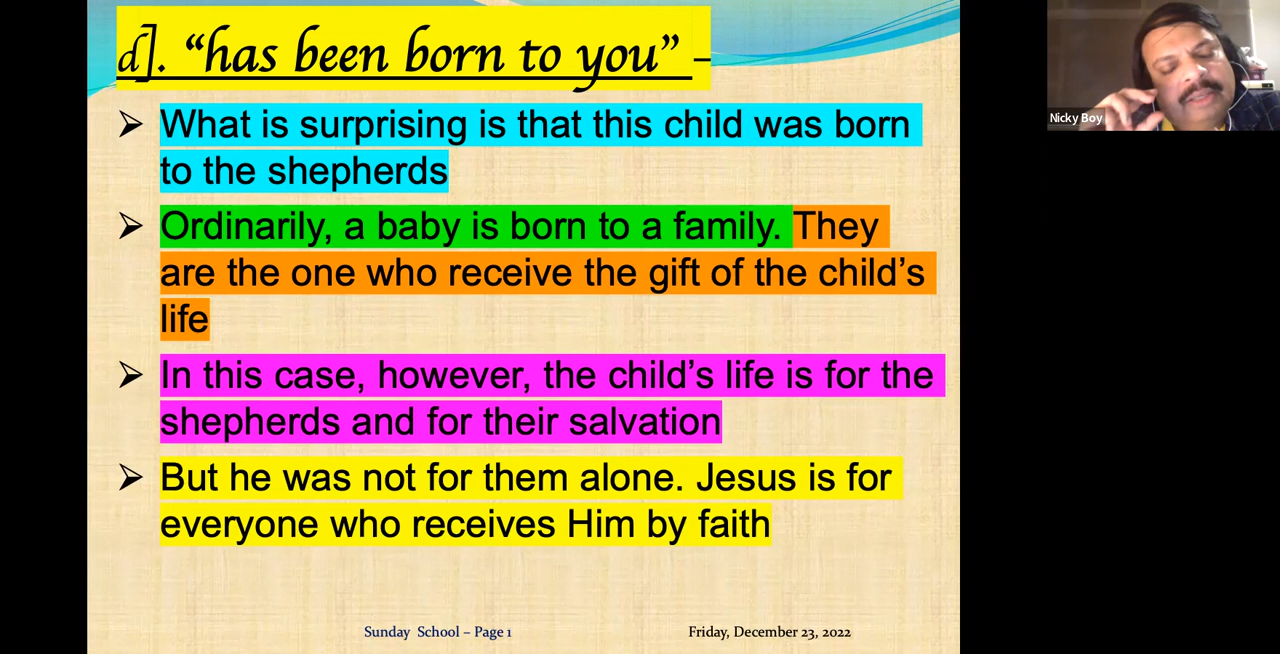 d]. “has been born to you” –
➢ What is surprising is that this child was born
to the shepherds
➢ Ordinarily, a baby is born to a family. They
are the one who receive the gift of the child’s
life
➢ In this case, however, the child’s life is for the
shepherds and for their salvation
➢ But he was not for them alone. Jesus is for
everyone who receives Him by faith
Sunday School – Page 1
Friday, December 23, 2022
Nicky Boy